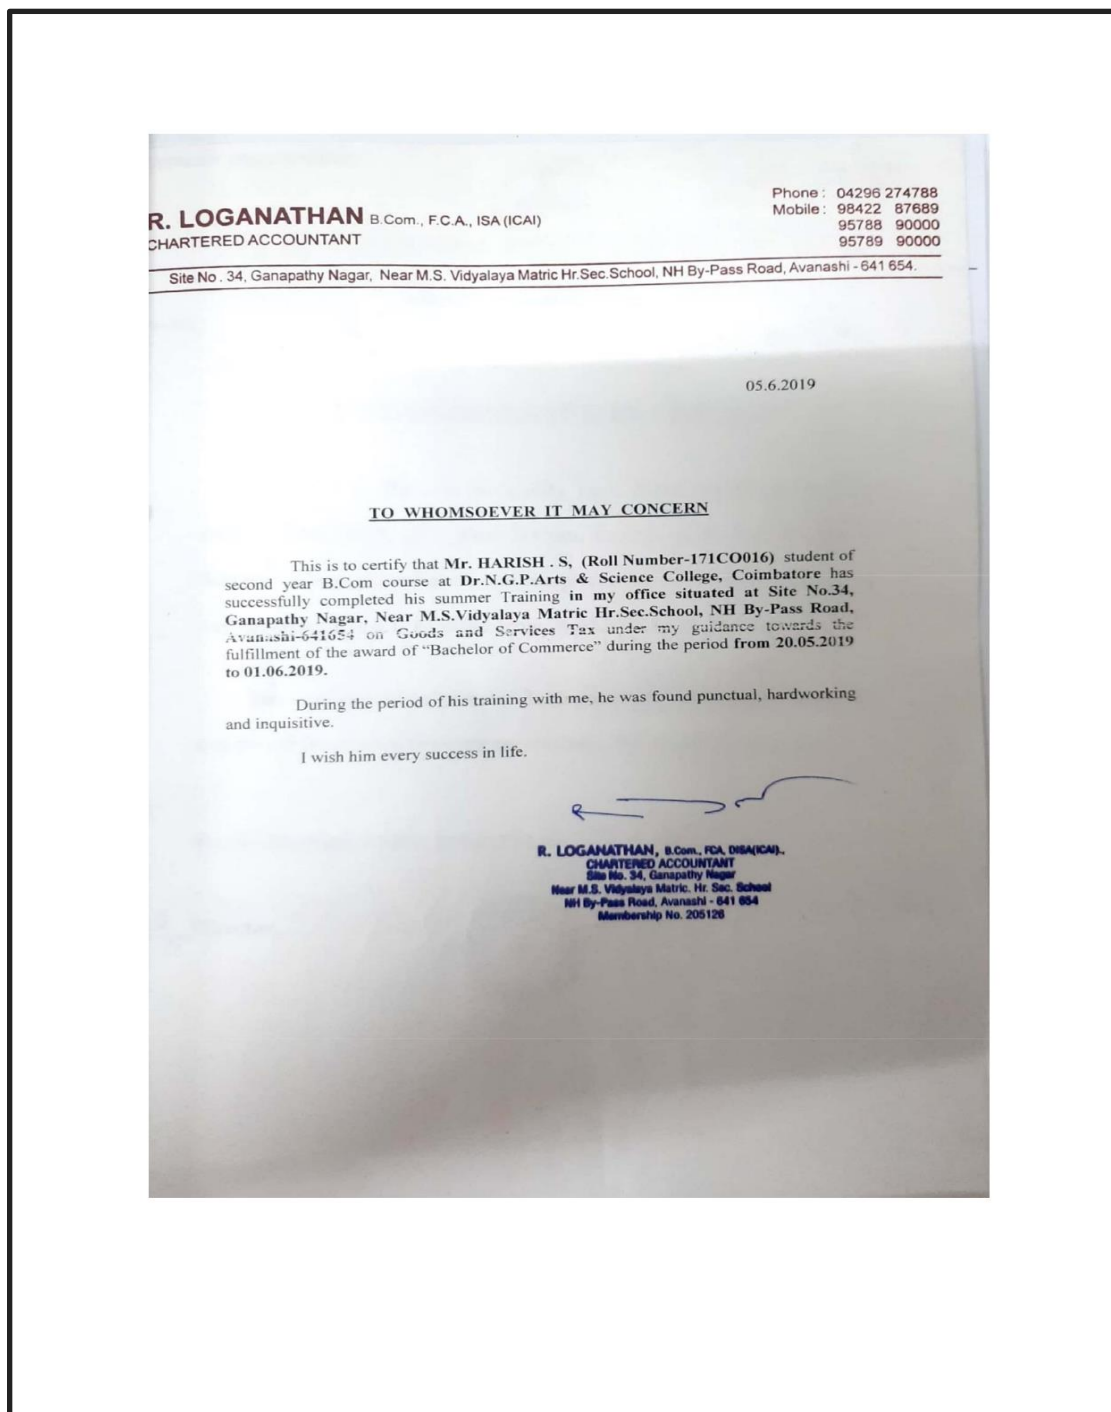 R. LOGANATHAN B.Com., F.C.A., ISA (ICAI)
CHARTERED ACCOUNTANT
Phone : 04296 274788
Mobile : 98422 87689
95788 90000
95789 90000
Site No . 34, Ganapathy Nagar, Near M.S. Vidyalaya Matric Hr.Sec.School, NH By-Pass Road, Avanashi - 641 654.
05.6.2019
TO WHOMSOEVER IT MAY CONCERN
This is to certify that Mr. HARISH . S, (Roll Number-171CO016) student of
second year B.Com course at Dr.N.G.P.Arts & Science College, Coimbatore has
successfully completed his summer Training in my office situated at Site No.34,
Ganapathy Nagar, Near M.S.Vidyalaya Matric Hr.Sec.School, NH By-Pass Road,
Avanashi-641654 on Goods and Services Tax under my guidance towards the
fulfillment of the award of “Bachelor of Commerce” during the period from 20.05.2019
to 01.06.2019.
During the period of his training with me, he was found punctual, hardworking
and inquisitive.
I wish him every success in life.
R. LOGANATHAN, B.Com., FCA, DISA(ICAI).,
CHARTERED ACCOUNTANT
Site No. 34, Ganapathy Nagar
Near M.S. Vidyalaya Matric. Hr. Sec. School
NH By-Pass Road, Avanashi - 641 654
Membership No. 205126